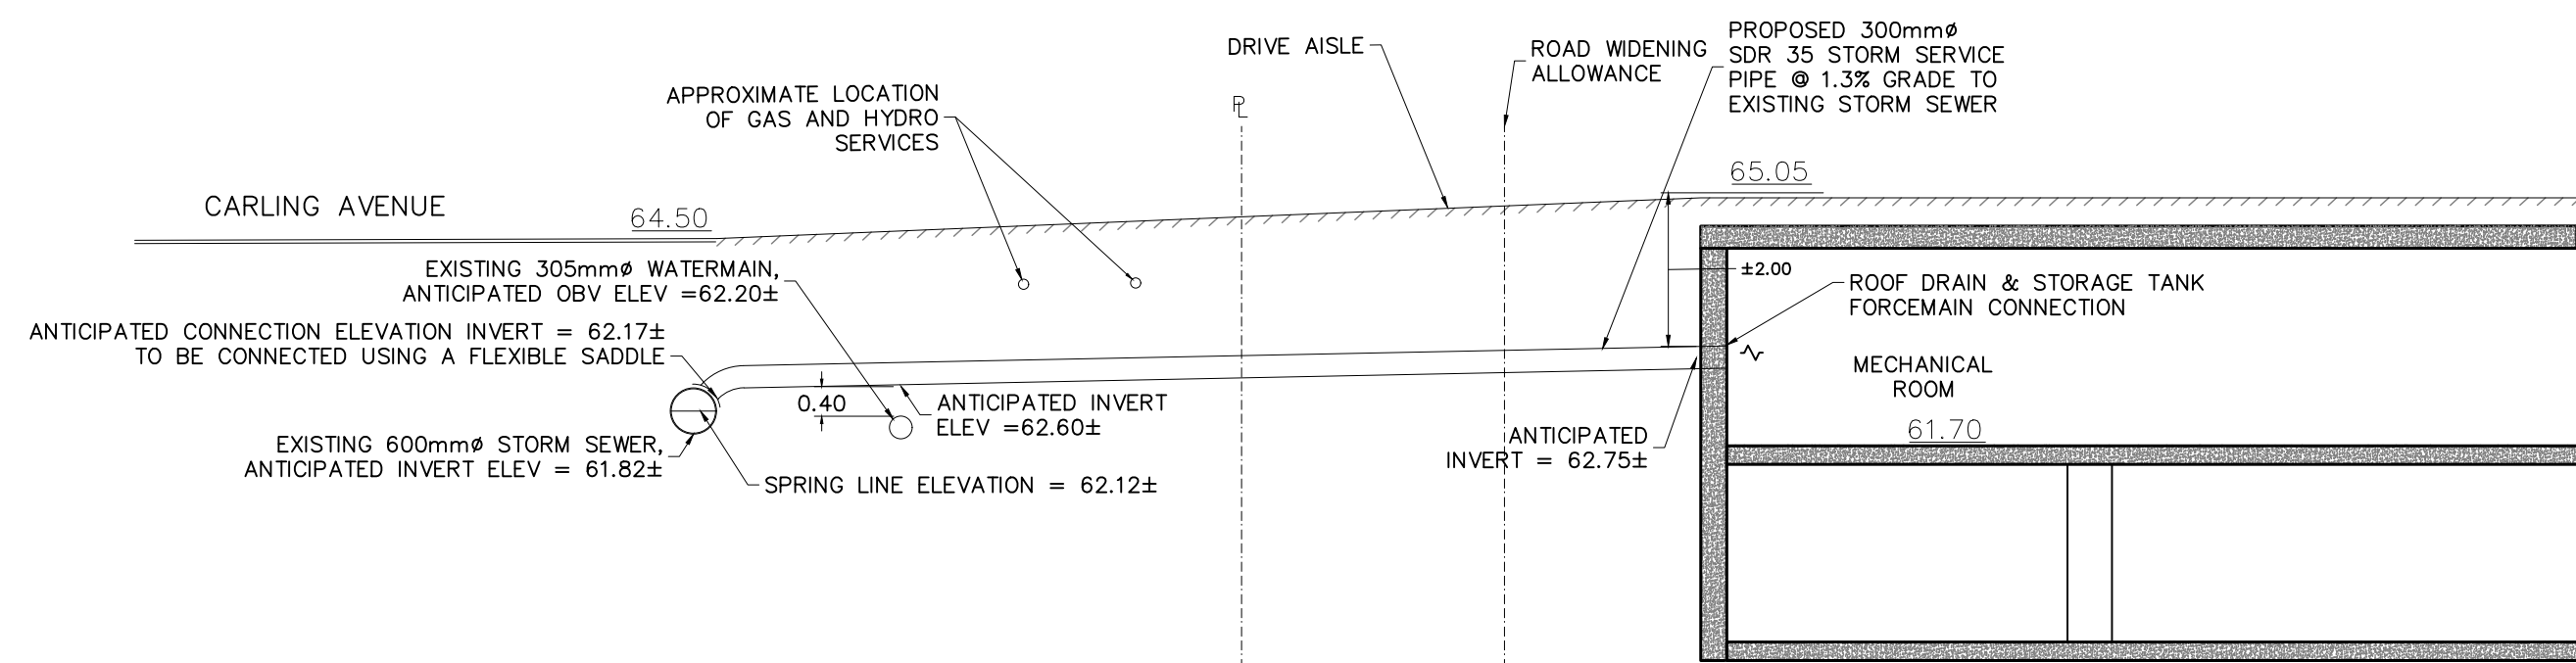 PROPOSED 300mmø
SDR 35 STORM SERVICE
PIPE @ 1.3% GRADE TO
EXISTING STORM SEWER
DRIVE AISLE
ROAD WIDENING
ALLOWANCE
APPROXIMATE LOCATION
OF GAS AND HYDRO
SERVICES
PL
65.05
CARLING AVENUE
64.50
EXISTING 305mmø WATERMAIN,
ANTICIPATED OBV ELEV =62.20±
±2.00
ROOF DRAIN & STORAGE TANK
FORCEMAIN CONNECTION
ANTICIPATED CONNECTION ELEVATION INVERT = 62.17±
TO BE CONNECTED USING A FLEXIBLE SADDLE
MECHANICAL
ROOM
61.70
0.40
ANTICIPATED INVERT
ELEV =62.60±
ANTICIPATED
INVERT = 62.75±
EXISTING 600mmø STORM SEWER,
ANTICIPATED INVERT ELEV = 61.82±
SPRING LINE ELEVATION = 62.12±